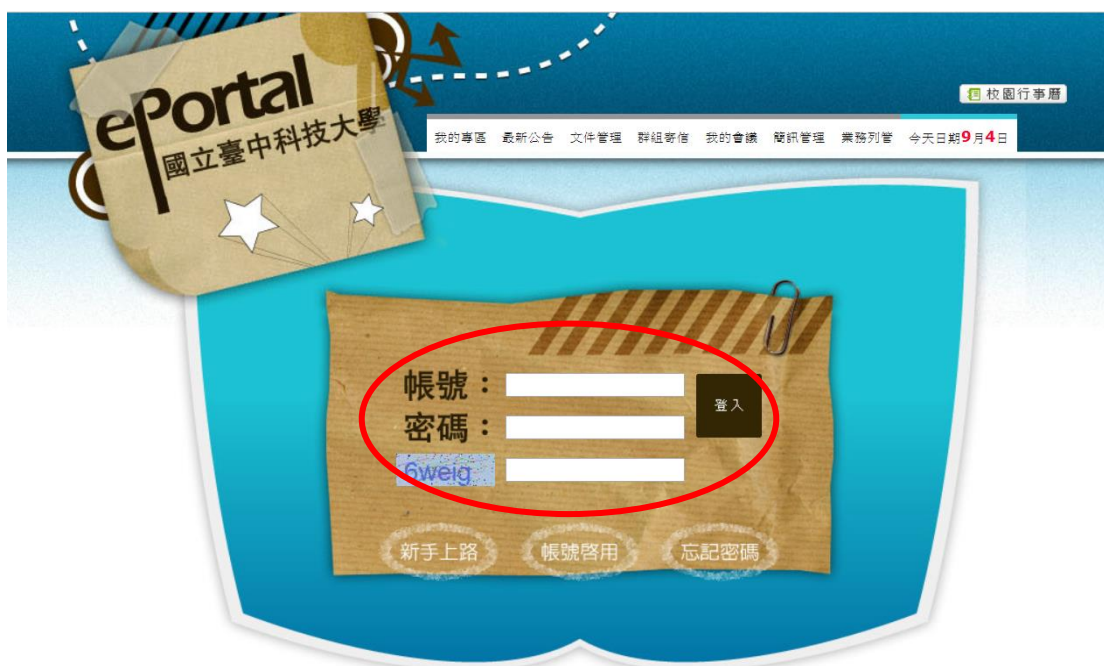 ePortal
國立臺中科技大學
校園行事曆
我的專區 最新公告 文件管理 群組寄信 我的會議 簡訊管理 業務列管 今天日期9月4日
帳號：
密碼：
登入
6weig
新手上路 帳號啓用 忘記密碼